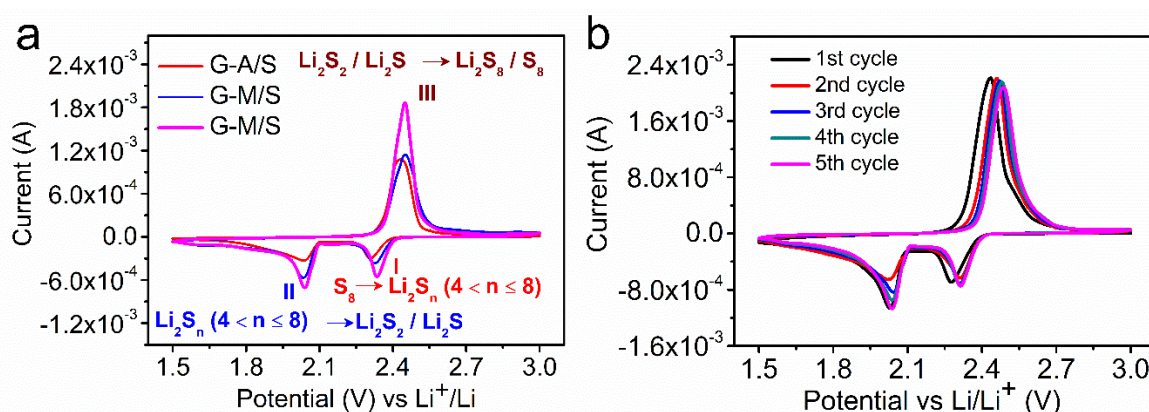 a
G-A/S
G-M/S
G-M/S
Li₂S₂ / Li₂S → Li₂S₈ / S₈
III
I
II
S₈ → Li₂Sₙ (4 < n ≤ 8)
Li₂Sₙ (4 < n ≤ 8) → Li₂S₂ / Li₂S
Current (A)
2.4x10⁻³
1.8x10⁻³
1.2x10⁻³
6.0x10⁻⁴
0.0
-6.0x10⁻⁴
-1.2x10⁻³
1.5 1.8 2.1 2.4 2.7 3.0
Potential (V) vs Li⁺/Li
b
1st cycle
2nd cycle
3rd cycle
4th cycle
5th cycle
Current (A)
2.4x10⁻³
1.6x10⁻³
8.0x10⁻⁴
0.0
-8.0x10⁻⁴
-1.6x10⁻³
1.5 1.8 2.1 2.4 2.7 3.0
Potential vs Li/Li⁺ (V)